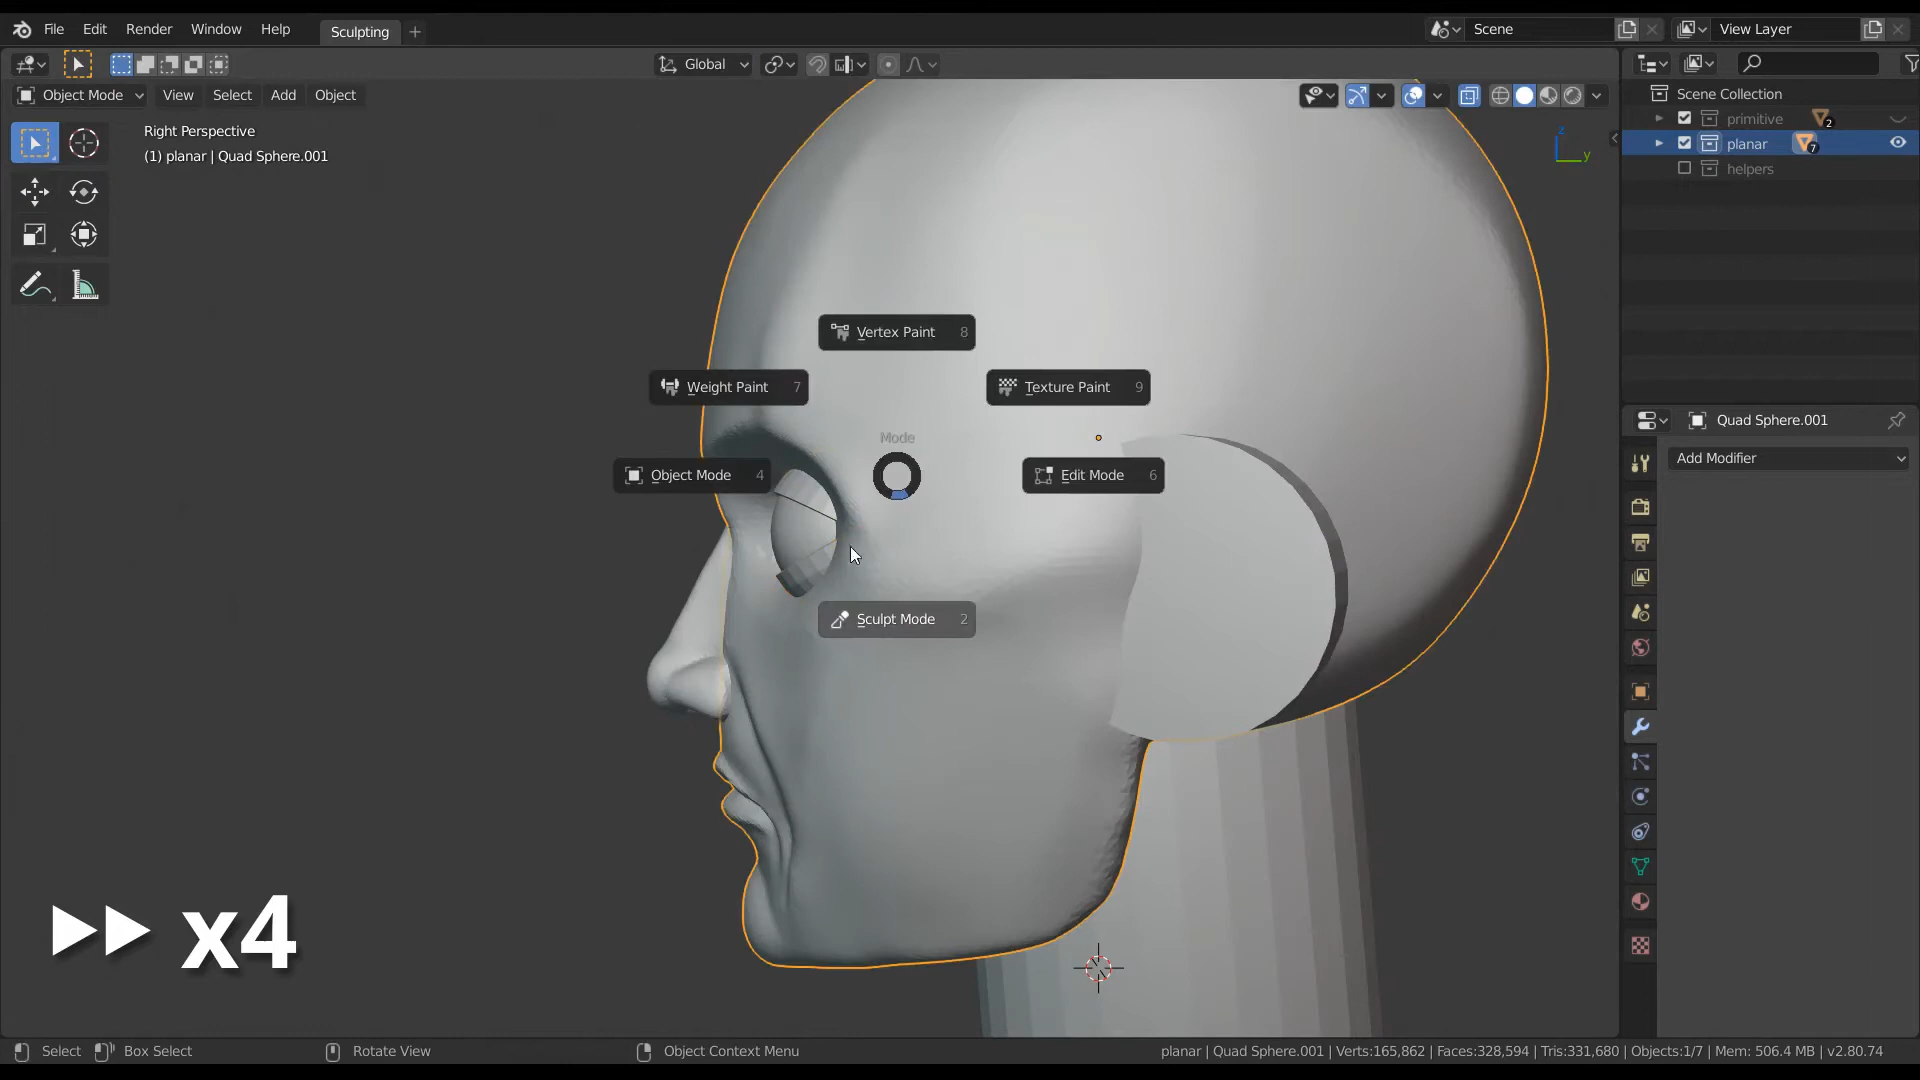 File Edit Render Window Help Sculpting + Scene View Layer
Global
Object Mode View Select Add Object
Scene Collection
primitive 2
planar 7
helpers
Right Perspective
(1) planar | Quad Sphere.001
z
y
Vertex Paint 8
Weight Paint 7
Texture Paint 9
Mode
Object Mode 4
Edit Mode 6
Sculpt Mode 2
Quad Sphere.001
Add Modifier
x4
Select Box Select Rotate View Object Context Menu planar | Quad Sphere.001 | Verts:165,862 | Faces:328,594 | Tris:331,680 | Objects:1/7 | Mem: 506.4 MB | v2.80.74